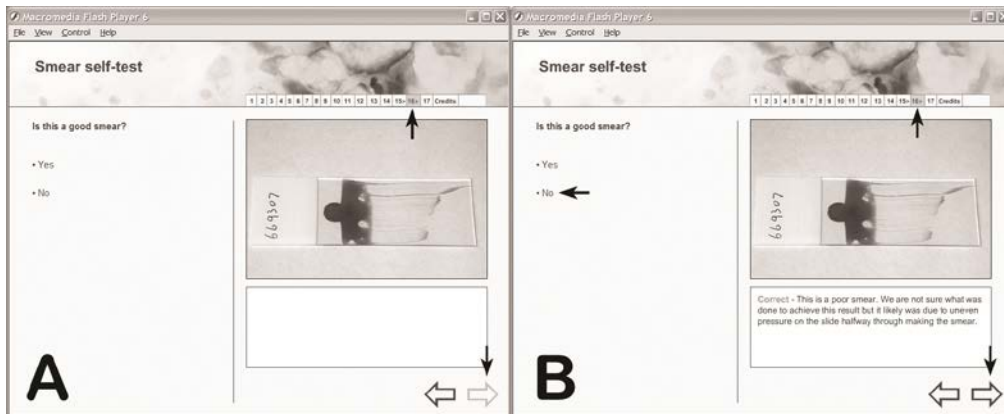 Macromedia Flash Player 6
File View Control Help
Smear self-test
1 2 3 4 5 6 7 8 9 10 11 12 13 14 15» 16» 17 Credits
Is this a good smear?
• Yes
• No
669307
A
Macromedia Flash Player 6
File View Control Help
Smear self-test
1 2 3 4 5 6 7 8 9 10 11 12 13 14 15» 16» 17 Credits
Is this a good smear?
• Yes
• No
669307
Correct - This is a poor smear. We are not sure what was
done to achieve this result but it likely was due to uneven
pressure on the slide halfway through making the smear.
B